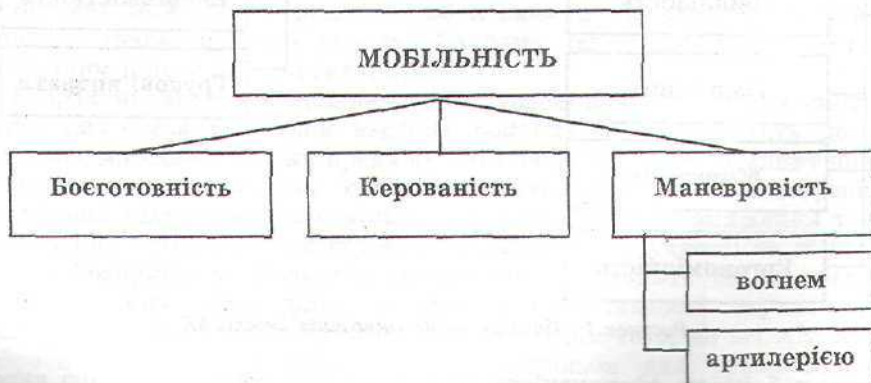 МОБІЛЬНІСТЬ
Боєготовність
Керованість
Маневровість
вогнем
артилерією